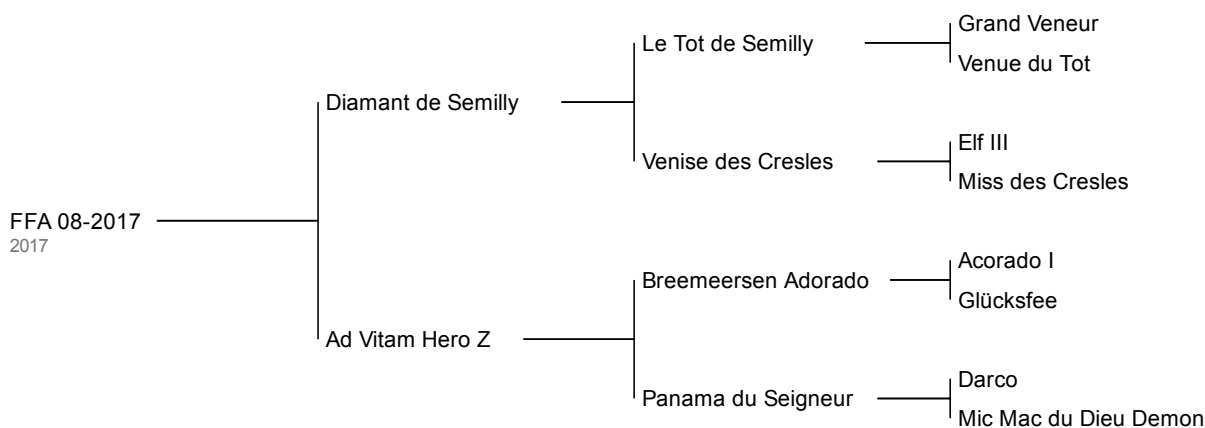 Grand Veneur
Le Tot de Semilly
Venue du Tot
Diamant de Semilly
Elf III
Venise des Cresles
Miss des Cresles
FFA 08-2017
2017
Acorado I
Breemeersen Adorado
Glücksfee
Ad Vitam Hero Z
Darco
Panama du Seigneur
Mic Mac du Dieu Demon